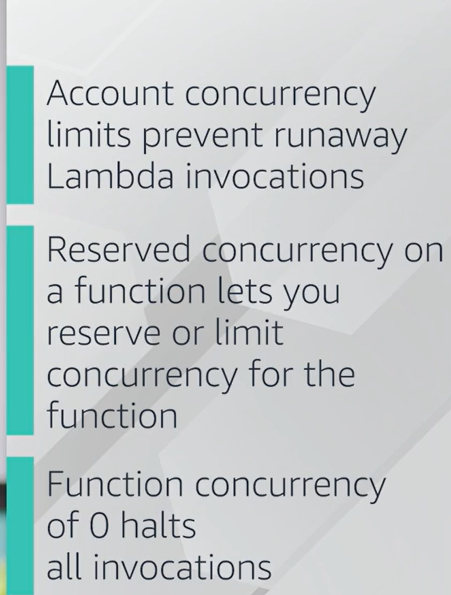 Account concurrency
limits prevent runaway
Lambda invocations
Reserved concurrency on
a function lets you
reserve or limit
concurrency for the
function
Function concurrency
of 0 halts
all invocations